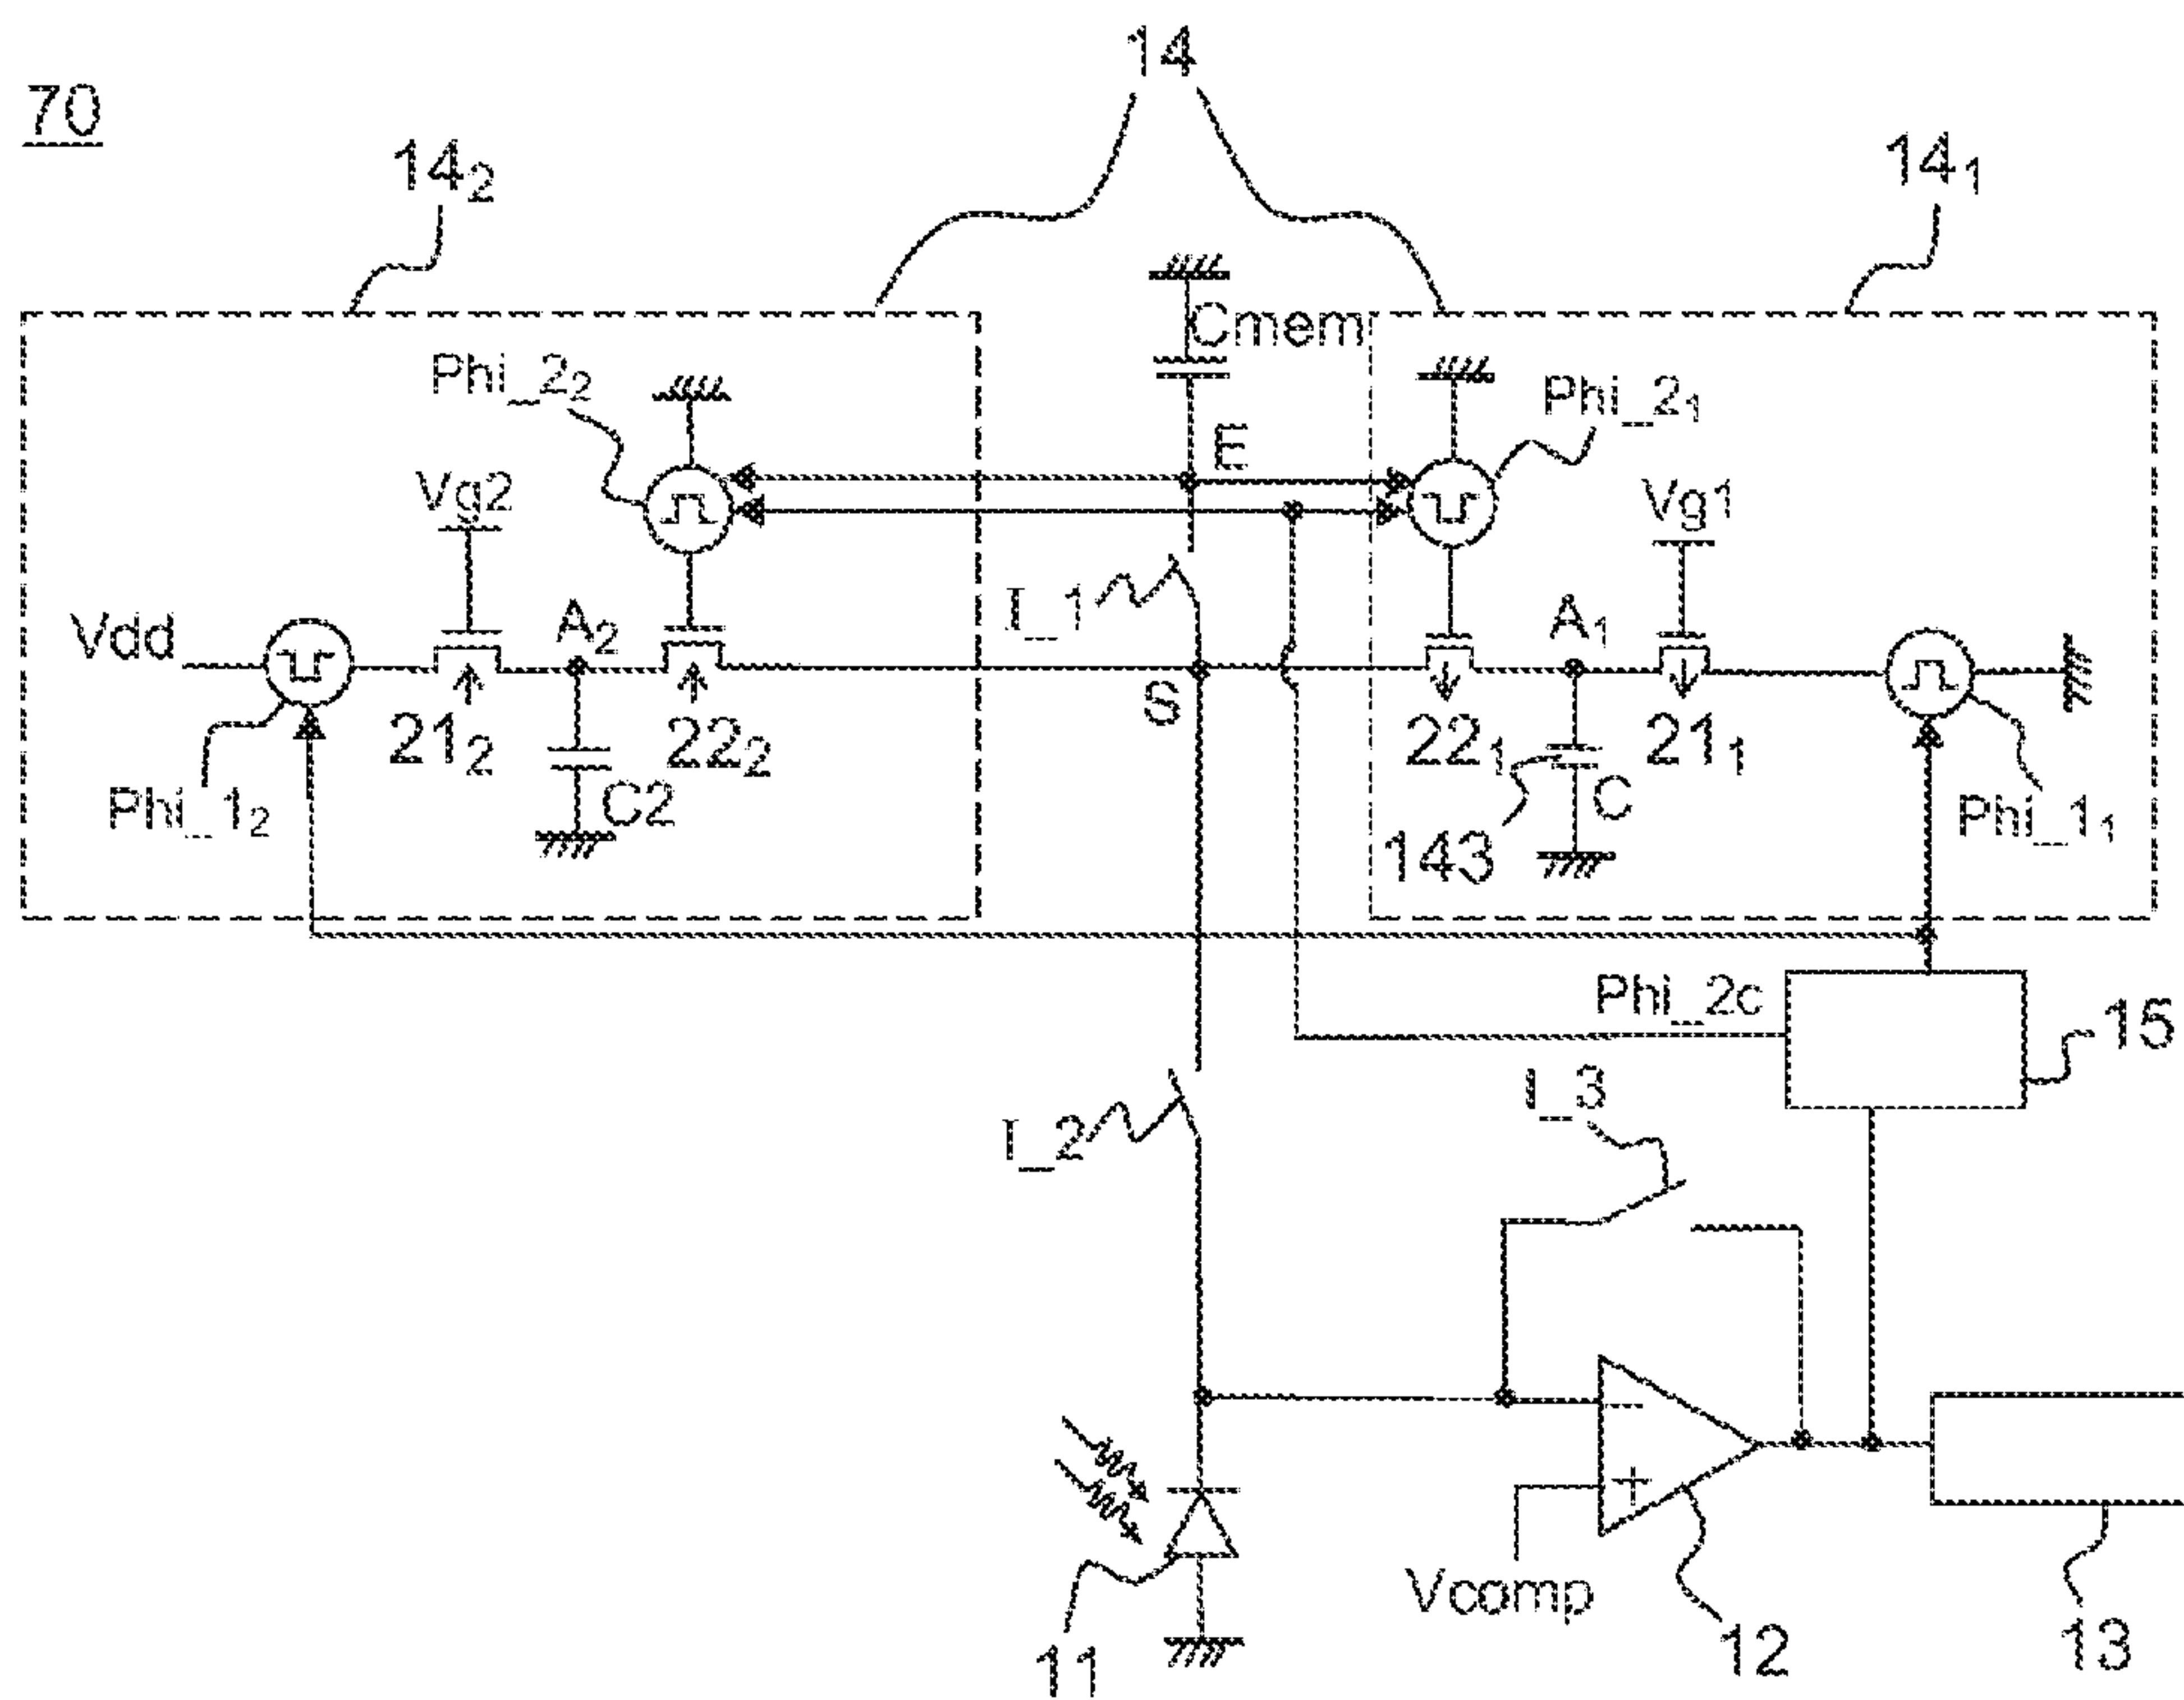 14
70
14₂
14₁
Cmem
Phi_2₂
Phi_2₁
E
Vg2
Vg1
I_1
A₂
A₁
Vdd
S
21₂
22₂
22₁
21₁
C2
C
Phi_1₂
Phi_1₁
143
Phi_2c
15
I_3
I_2
−
+
Vcomp
11
12
13